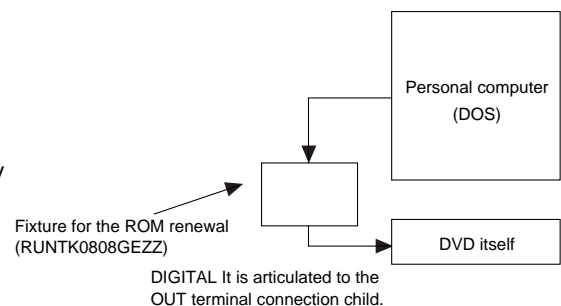 Personal computer
(DOS)
Fixture for the ROM renewal
(RUNTK0808GEZZ)
DVD itself
DIGITAL It is articulated to the
OUT terminal connection child.